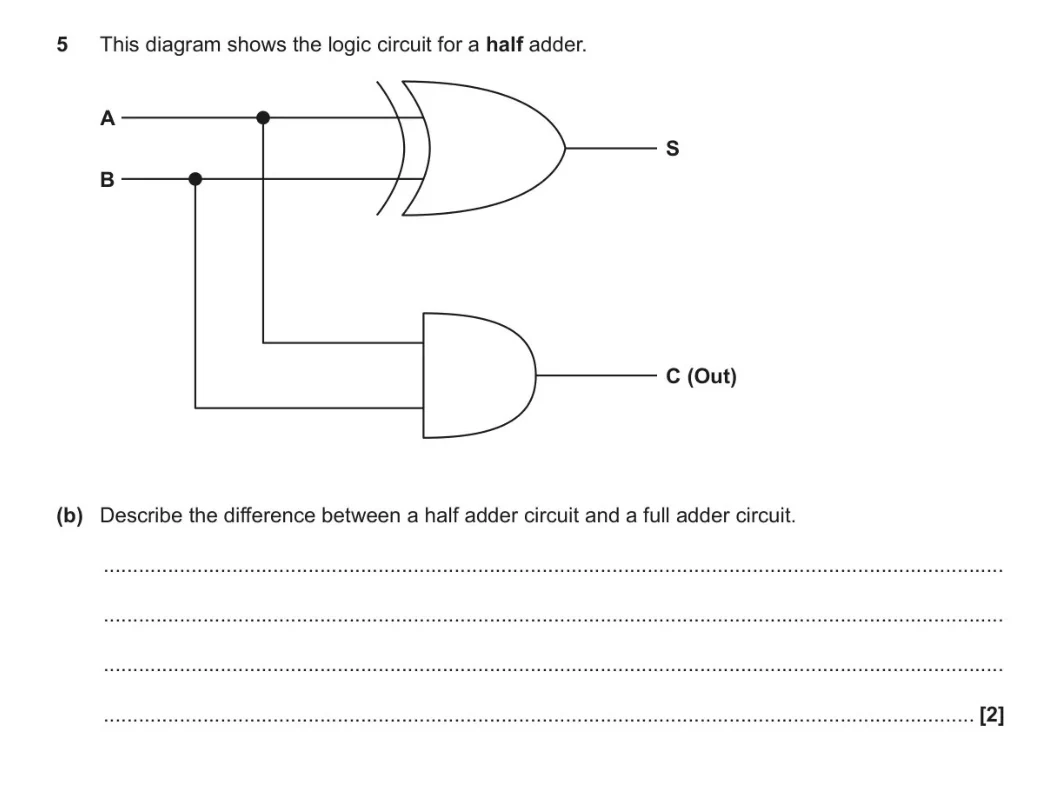 5 This diagram shows the logic circuit for a half adder.
A
S
B
C (Out)
(b) Describe the difference between a half adder circuit and a full adder circuit.
................................................................................
................................................................................
................................................................................
................................................................................ [2]